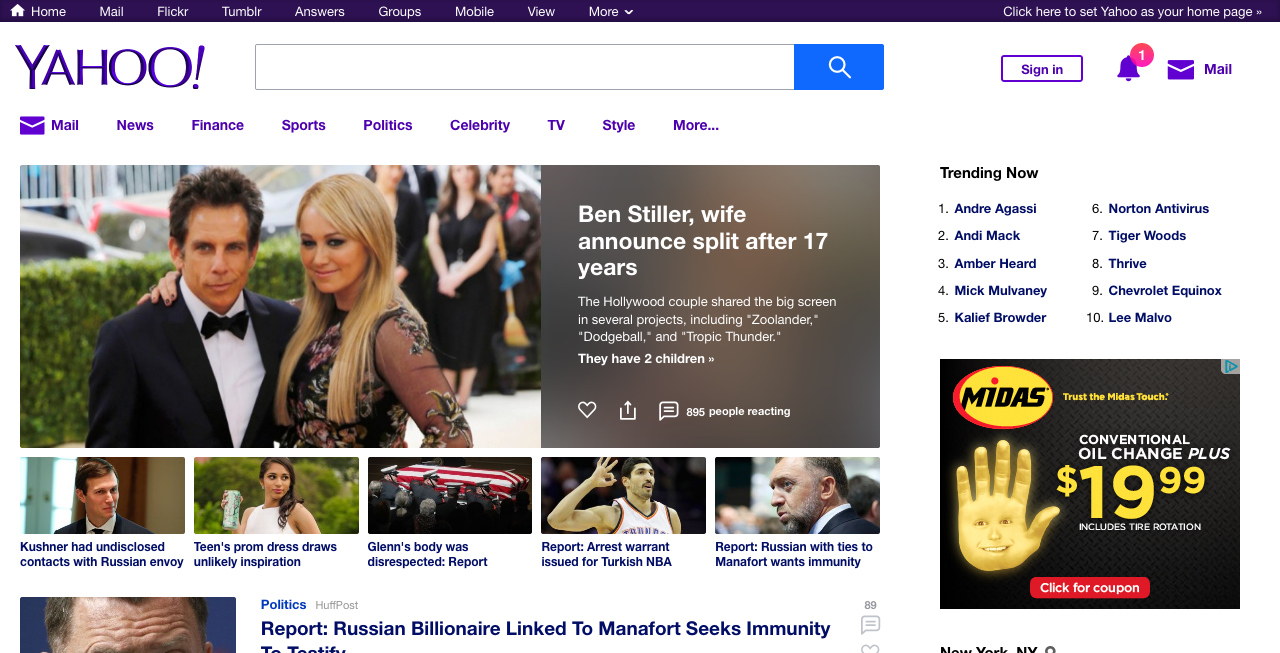 Home Mail Flickr Tumblr Answers Groups Mobile View More Click here to set Yahoo as your home page »
YAHOO!
Sign in
1
Mail
Mail News Finance Sports Politics Celebrity TV Style More...
Ben Stiller, wife
announce split after 17
years
The Hollywood couple shared the big screen
in several projects, including "Zoolander,"
"Dodgeball," and "Tropic Thunder."
They have 2 children »
895 people reacting
Kushner had undisclosed
contacts with Russian envoy
Teen's prom dress draws
unlikely inspiration
Glenn's body was
disrespected: Report
Report: Arrest warrant
issued for Turkish NBA
Report: Russian with ties to
Manafort wants immunity
Politics HuffPost
89
Report: Russian Billionaire Linked To Manafort Seeks Immunity
To Testify
Trending Now
1. Andre Agassi
2. Andi Mack
3. Amber Heard
4. Mick Mulvaney
5. Kalief Browder
6. Norton Antivirus
7. Tiger Woods
8. Thrive
9. Chevrolet Equinox
10. Lee Malvo
MIDAS
Trust the Midas Touch.
CONVENTIONAL
OIL CHANGE PLUS
$19.99
INCLUDES TIRE ROTATION
Click for coupon
New York, NY